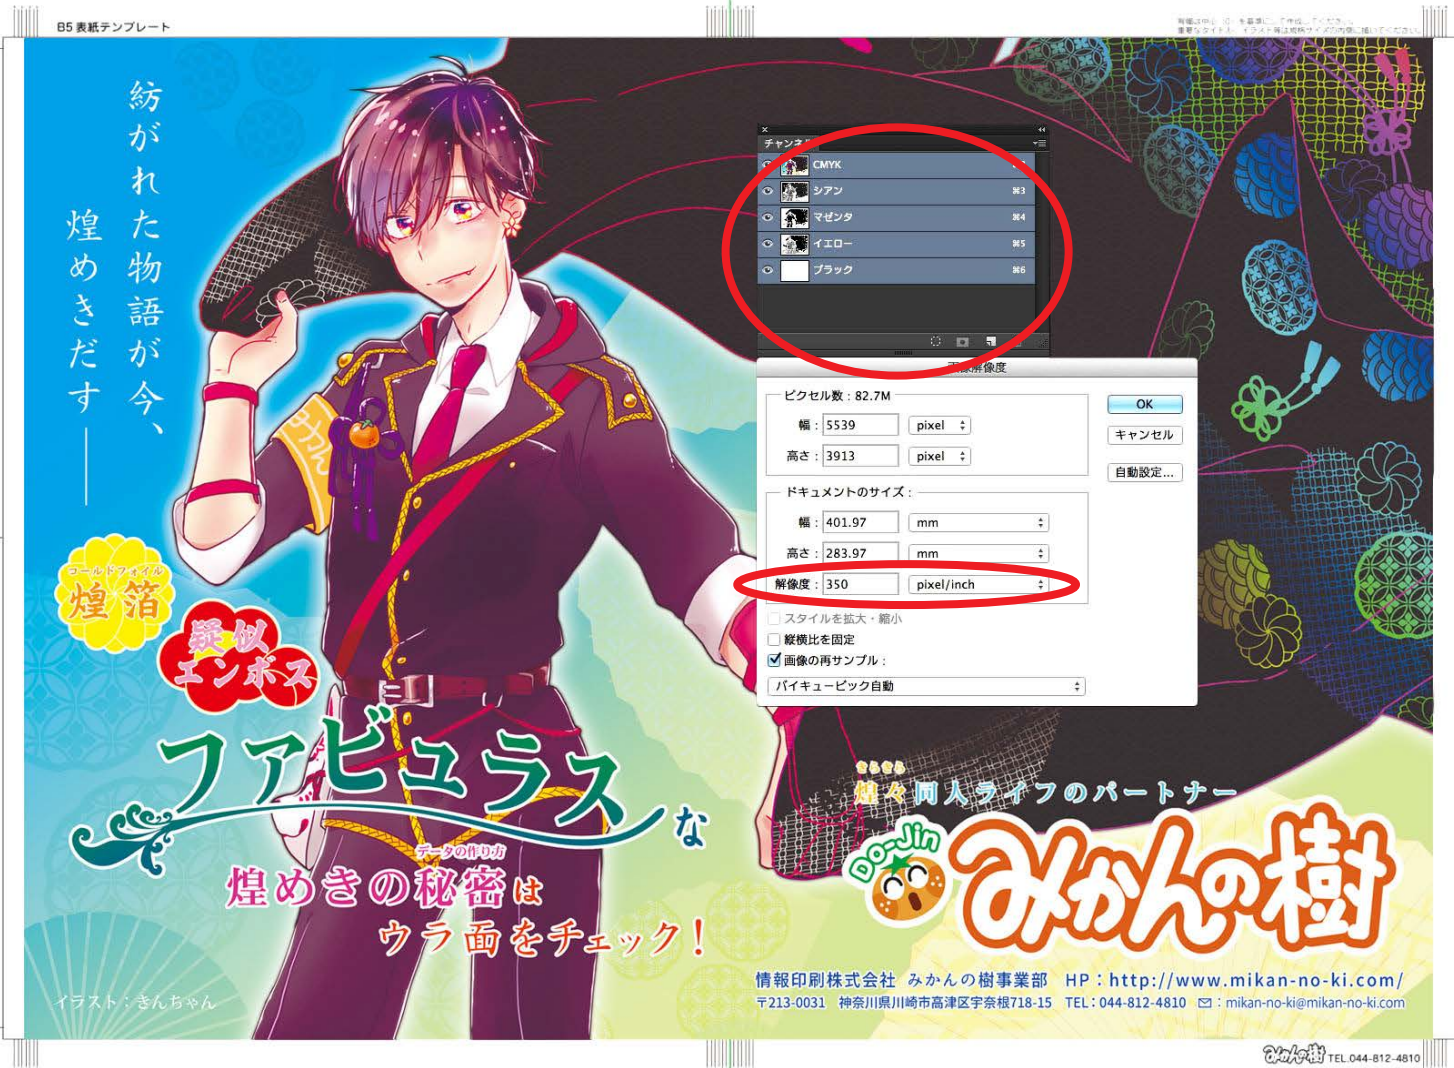 B5 表紙テンプレート
紡がれた物語が今、
煌めきだす──
コールドフォイル
煌箔
疑似
エンボス
みかん
ファビュラスな
データの作り方
煌めきの秘密は
ウラ面をチェック！
イラスト：きんちゃん
チャンネル
CMYK
シアン ⌘3
マゼンタ ⌘4
イエロー ⌘5
ブラック ⌘6
画像解像度
ピクセル数：82.7M
幅：5539 pixel
高さ：3913 pixel
OK
キャンセル
自動設定...
ドキュメントのサイズ：
幅：401.97 mm
高さ：283.97 mm
解像度：350 pixel/inch
スタイルを拡大・縮小
縦横比を固定
画像の再サンプル：
バイキュービック自動
きらきら
煌々同人ライフのパートナー
Do-Jin
みかんの樹
情報印刷株式会社 みかんの樹事業部 HP：http://www.mikan-no-ki.com/
〒213-0031 神奈川県川崎市高津区宇奈根718-15 TEL：044-812-4810 ✉：mikan-no-ki@mikan-no-ki.com
みかんの樹 TEL.044-812-4810